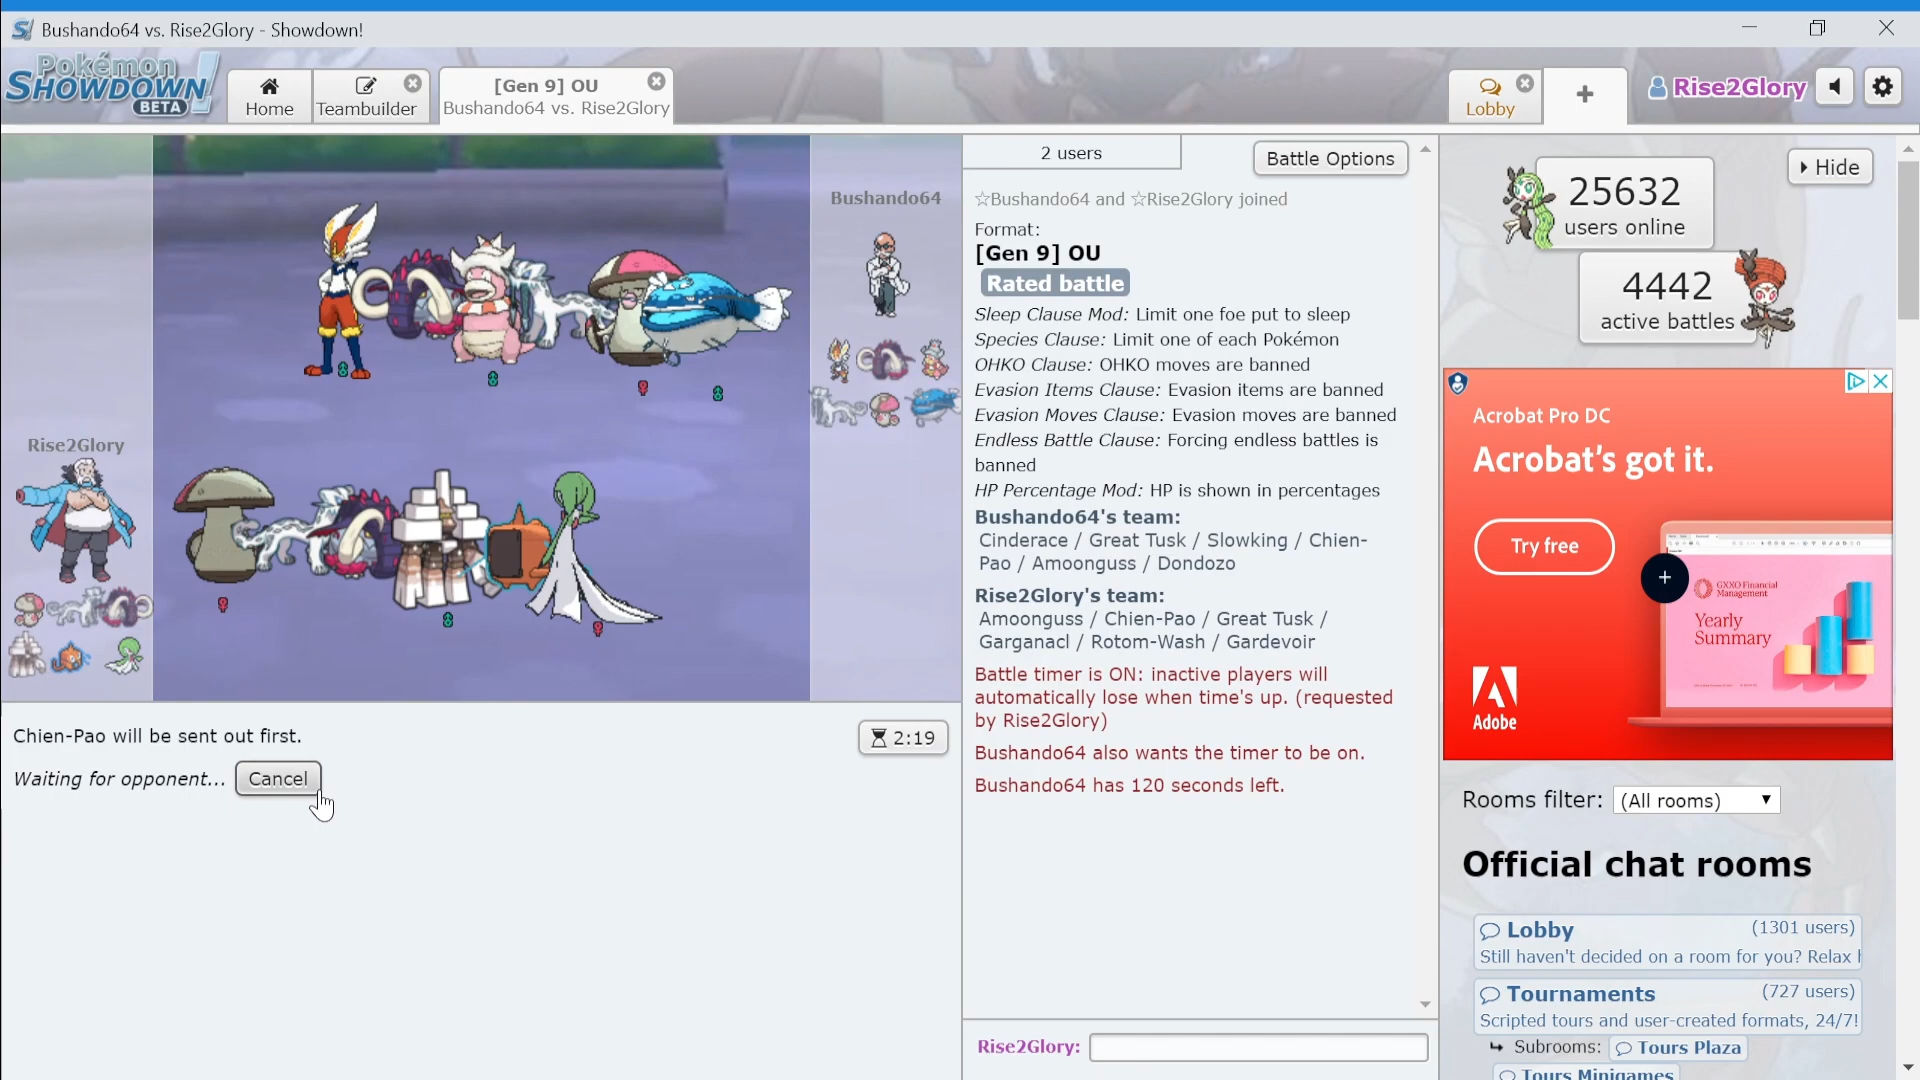 Bushando64 vs. Rise2Glory - Showdown!
Pokémon
SHOWDOWN!
BETA
Home
Teambuilder
[Gen 9] OU
Bushando64 vs. Rise2Glory
Lobby
+
Rise2Glory
Bushando64
Rise2Glory
Chien-Pao will be sent out first.
2:19
Waiting for opponent...
Cancel
2 users
Battle Options
☆Bushando64 and ☆Rise2Glory joined
Format:
[Gen 9] OU
Rated battle
Sleep Clause Mod: Limit one foe put to sleep
Species Clause: Limit one of each Pokémon
OHKO Clause: OHKO moves are banned
Evasion Items Clause: Evasion items are banned
Evasion Moves Clause: Evasion moves are banned
Endless Battle Clause: Forcing endless battles is
banned
HP Percentage Mod: HP is shown in percentages
Bushando64's team:
Cinderace / Great Tusk / Slowking / Chien-
Pao / Amoonguss / Dondozo
Rise2Glory's team:
Amoonguss / Chien-Pao / Great Tusk /
Garganacl / Rotom-Wash / Gardevoir
Battle timer is ON: inactive players will
automatically lose when time's up. (requested
by Rise2Glory)
Bushando64 also wants the timer to be on.
Bushando64 has 120 seconds left.
Rise2Glory:
25632
users online
Hide
4442
active battles
Acrobat Pro DC
Acrobat's got it.
Try free
Adobe
GXXO Financial
Management
Yearly
Summary
Rooms filter: (All rooms)
Official chat rooms
Lobby (1301 users)
Still haven't decided on a room for you? Relax
Tournaments (727 users)
Scripted tours and user-created formats, 24/7!
Subrooms: Tours Plaza
Tours Minigames